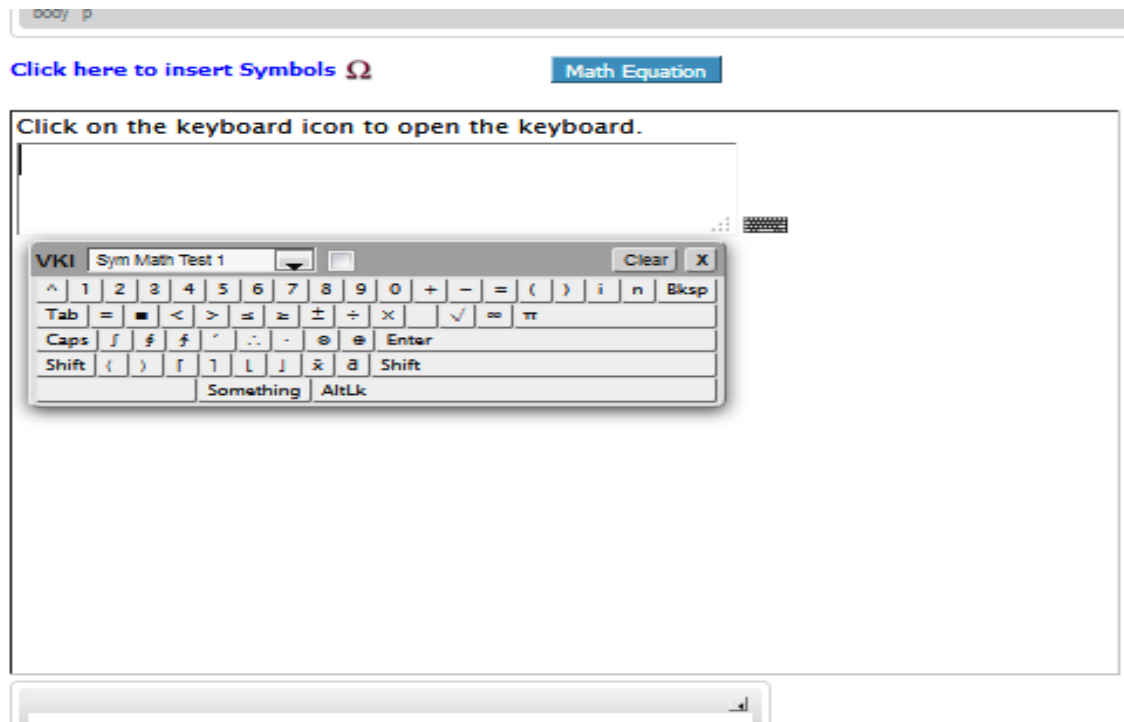 body p
Click here to insert Symbols Ω
Math Equation
Click on the keyboard icon to open the keyboard.
VKI Sym Math Test 1 Clear X
^ 1 2 3 4 5 6 7 8 9 0 + − = ( ) i n Bksp
Tab = ■ < > ≤ ≥ ± ÷ × √ ∞ π
Caps ∫ ∮ ∴ · Enter
Shift ⟨ ⟩ ⌈ ⌉ ⌊ ⌋ x̄ Shift
Something AltLk